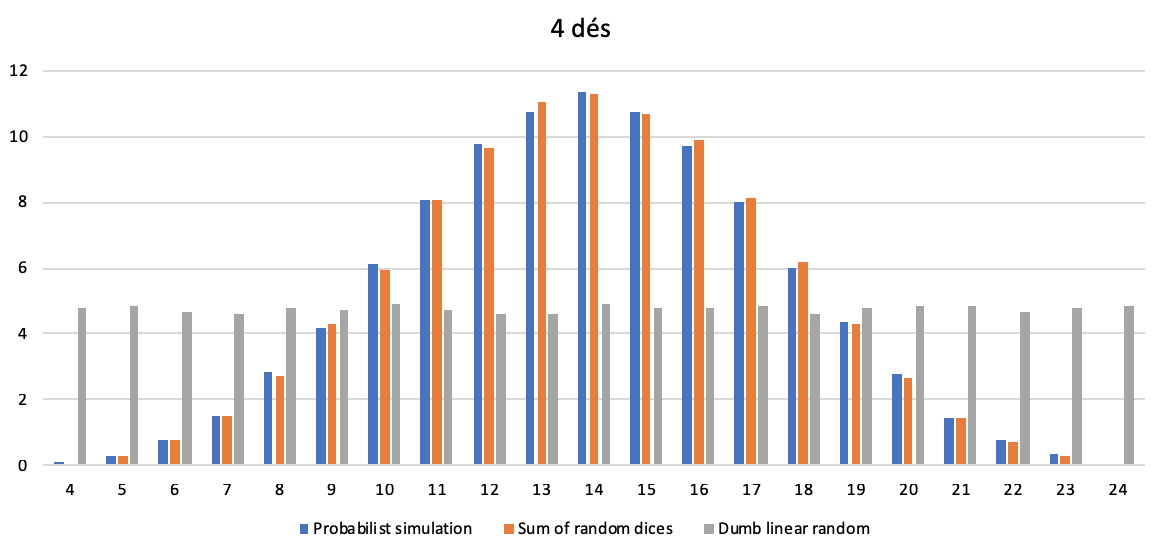 4 dés
12
10
8
6
4
2
0
4 5 6 7 8 9 10 11 12 13 14 15 16 17 18 19 20 21 22 23 24
Probabilist simulation Sum of random dices Dumb linear random